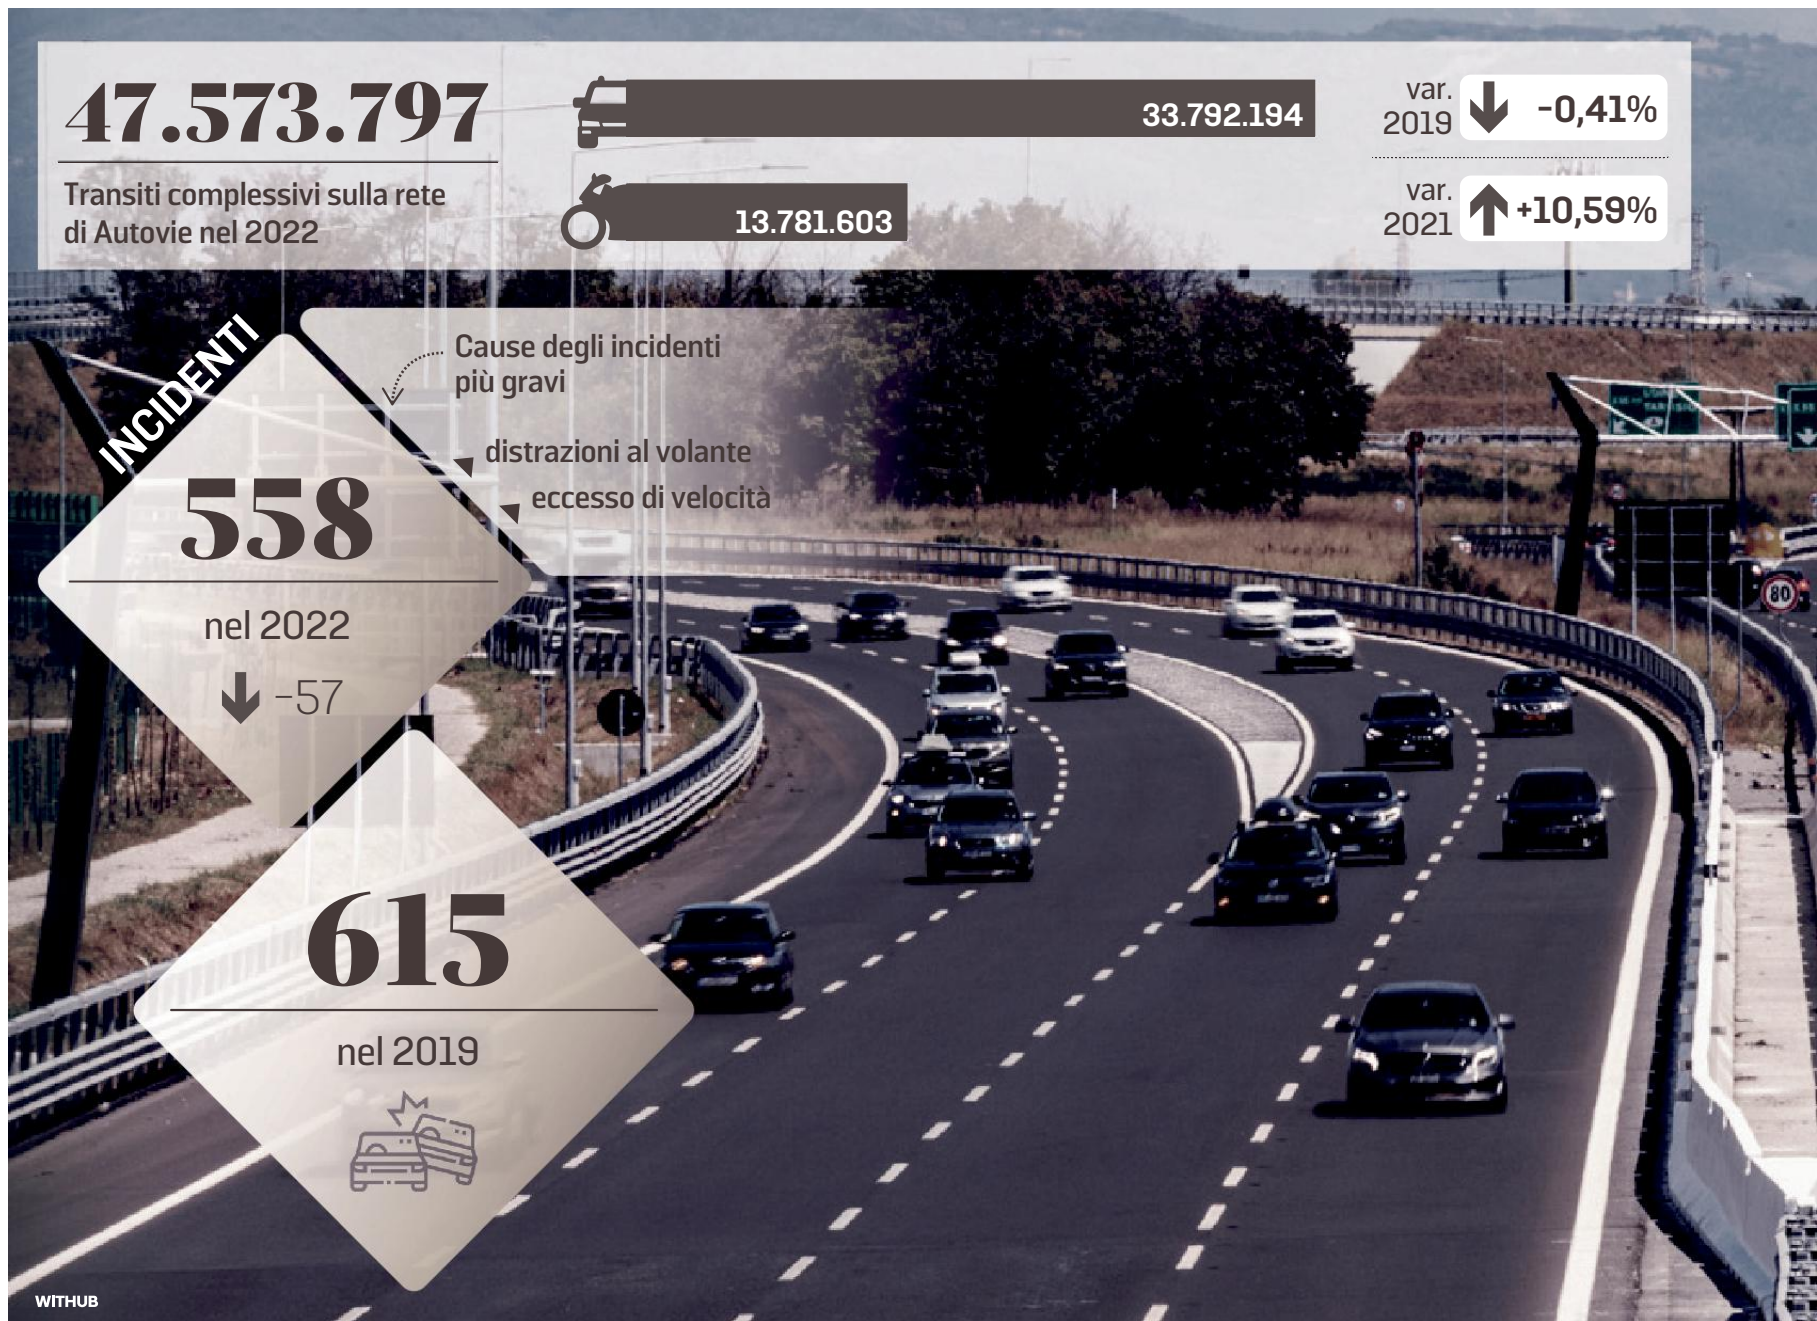 47.573.797
Transiti complessivi sulla rete
di Autovie nel 2022
33.792.194
13.781.603
var.
2019
-0,41%
var.
2021
+10,59%
INCIDENTI
Cause degli incidenti
più gravi
distrazioni al volante
eccesso di velocità
558
nel 2022
-57
615
nel 2019
80
WITHUB